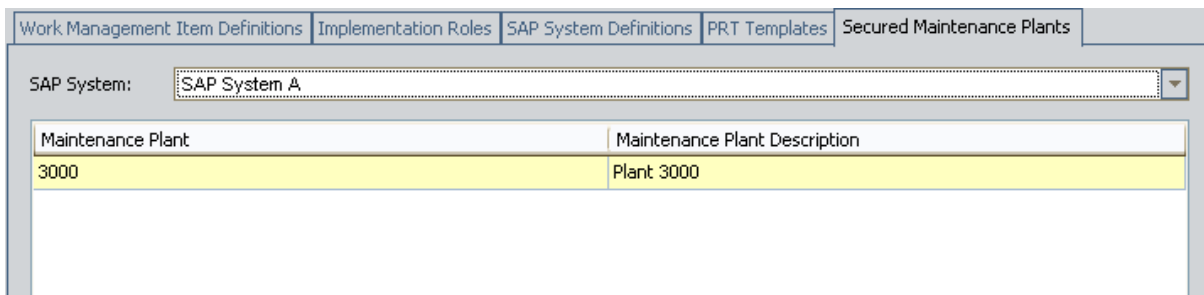 Work Management Item Definitions Implementation Roles SAP System Definitions PRT Templates Secured Maintenance Plants
SAP System: SAP System A
Maintenance Plant Maintenance Plant Description
3000 Plant 3000